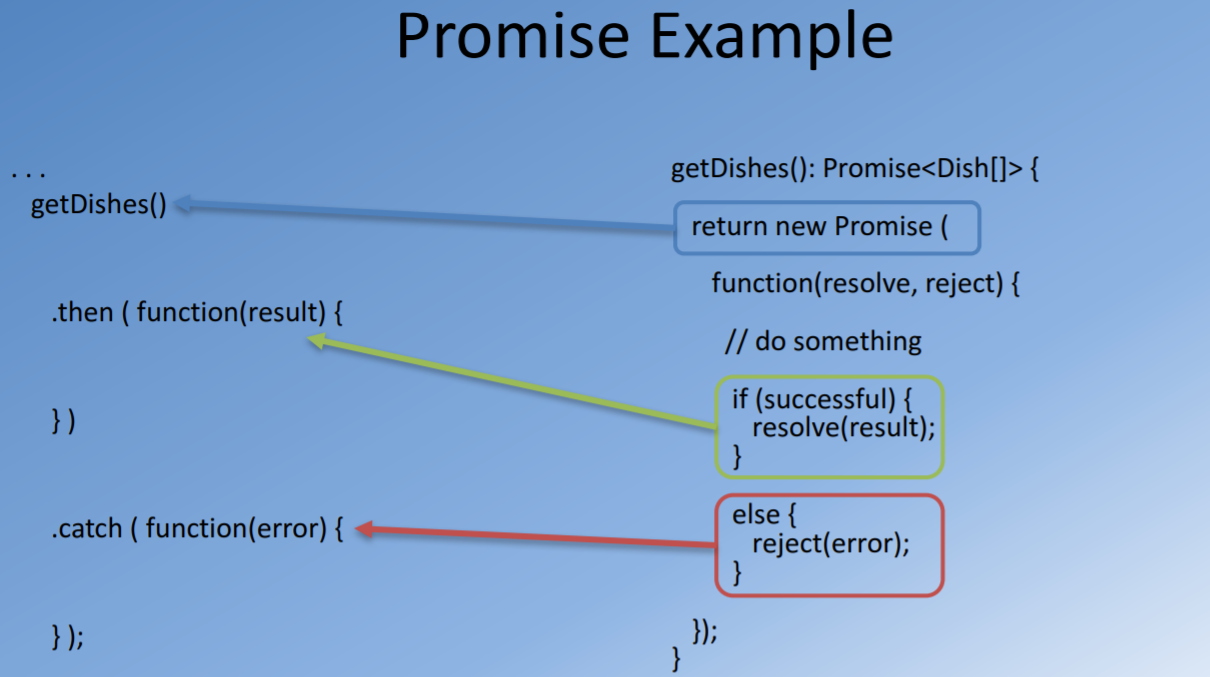 Promise Example
. . .
getDishes()
.then ( function(result) {
} )
.catch ( function(error) {
} );
getDishes(): Promise<Dish[]> {
return new Promise (
function(resolve, reject) {
// do something
if (successful) {
resolve(result);
}
else {
reject(error);
}
});
}